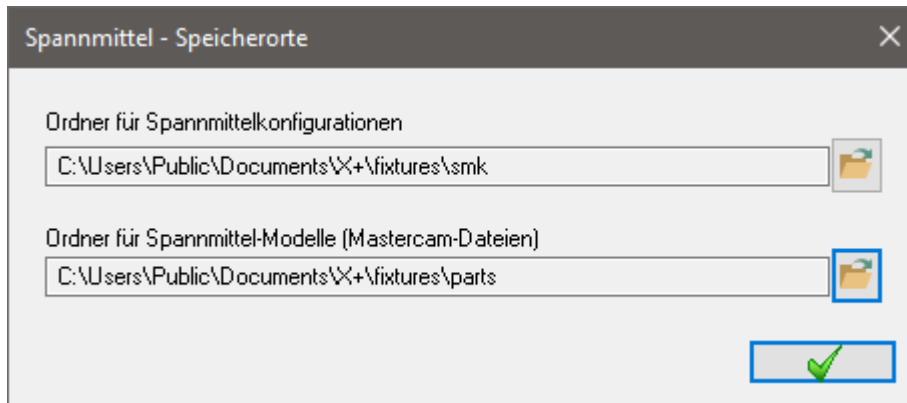 Spannmittel - Speicherorte
Ordner für Spannmittelkonfigurationen
C:\Users\Public\Documents\X+\fixtures\smk
Ordner für Spannmittel-Modelle (Mastercam-Dateien)
C:\Users\Public\Documents\X+\fixtures\parts